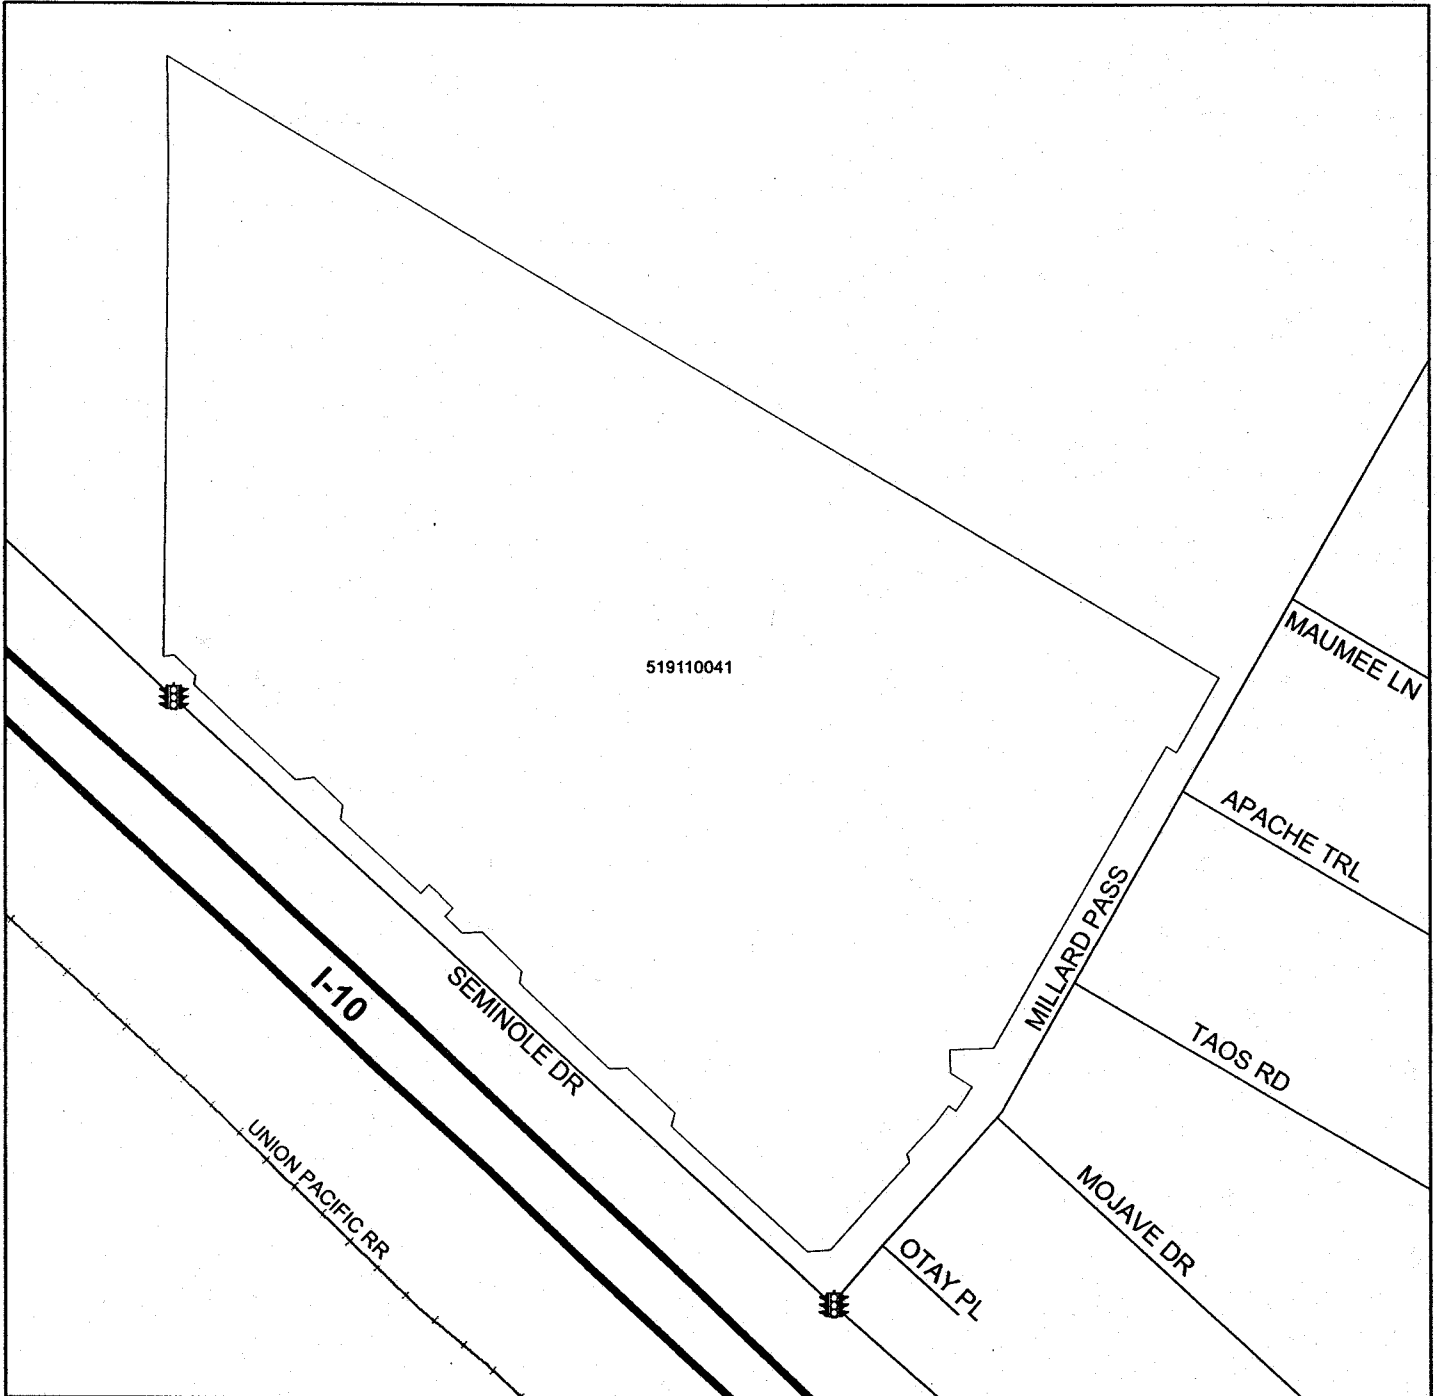 MAUMEE LN
519110041
APACHE TRL
MILLARD PASS
I-10
SEMINOLE DR
TAOS RD
UNION PACIFIC RR
MOJAVE DR
OTAY PL